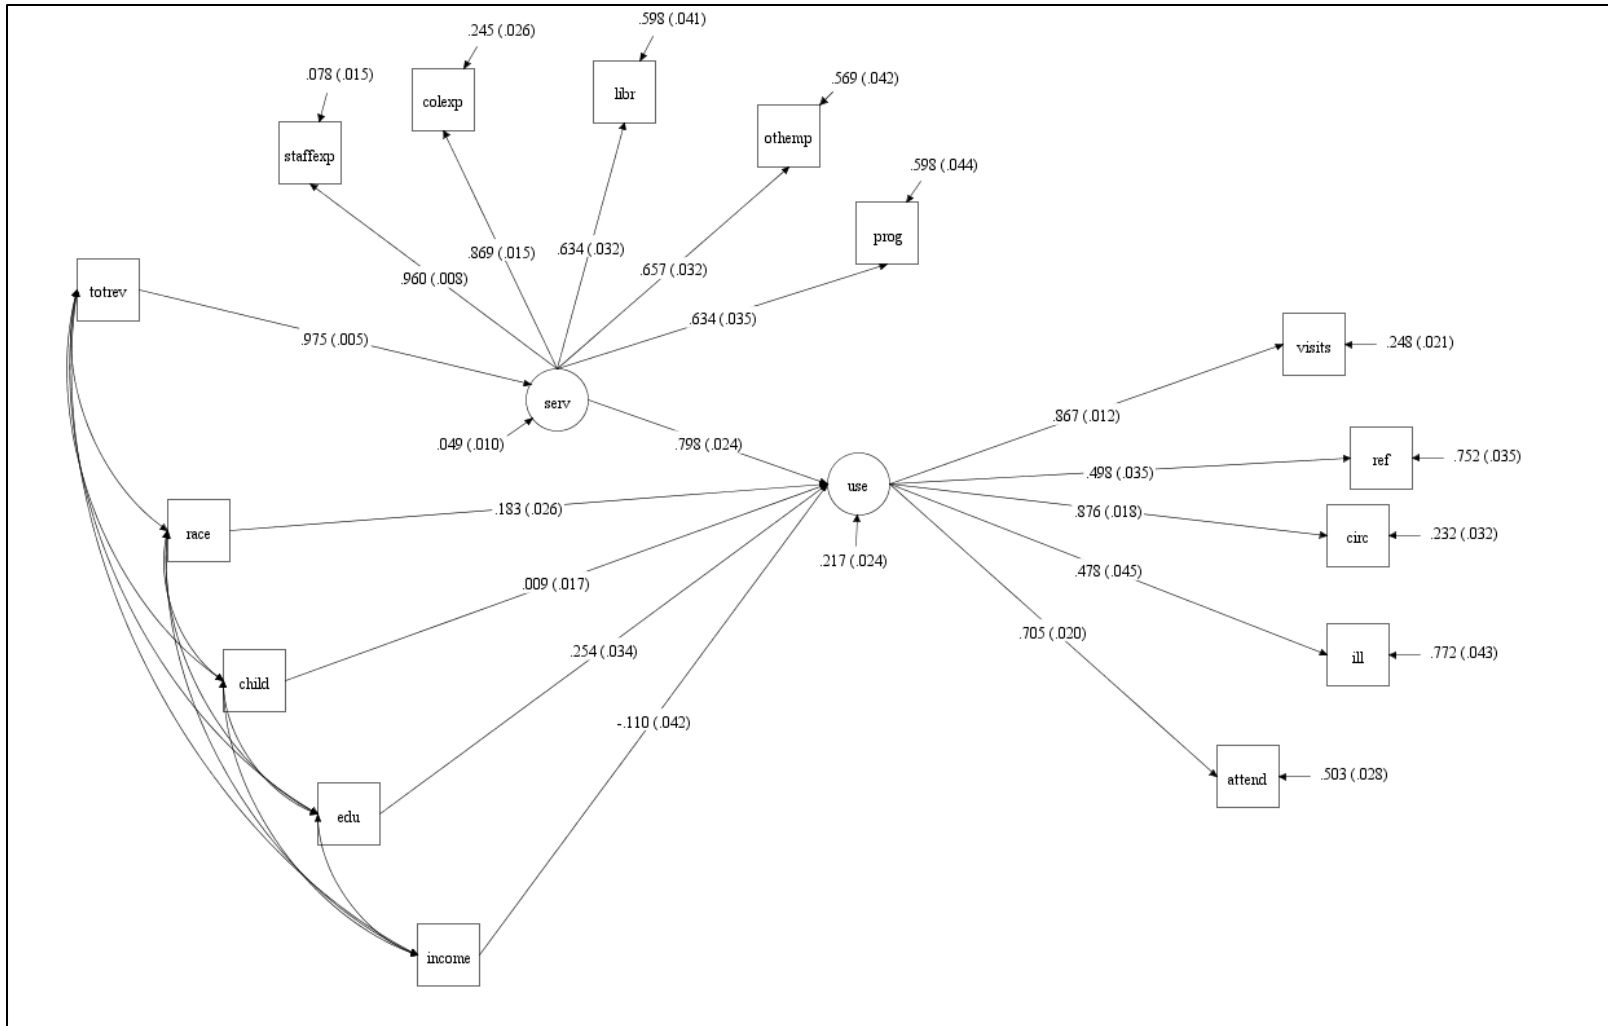 .598 (.041)
.245 (.026)
.078 (.015)
.569 (.042)
libr
colexp
othemp
staffexp
.598 (.044)
prog
.869 (.015)
.634 (.032)
.657 (.032)
.960 (.008)
totrev
.634 (.035)
.975 (.005)
visits
.248 (.021)
serv
.867 (.012)
.049 (.010)
.798 (.024)
ref
.752 (.035)
.498 (.035)
use
.183 (.026)
.876 (.018)
race
circ
.232 (.032)
.217 (.024)
.478 (.045)
.009 (.017)
.705 (.020)
.254 (.034)
ill
.772 (.043)
child
-.110 (.042)
attend
.503 (.028)
edu
income